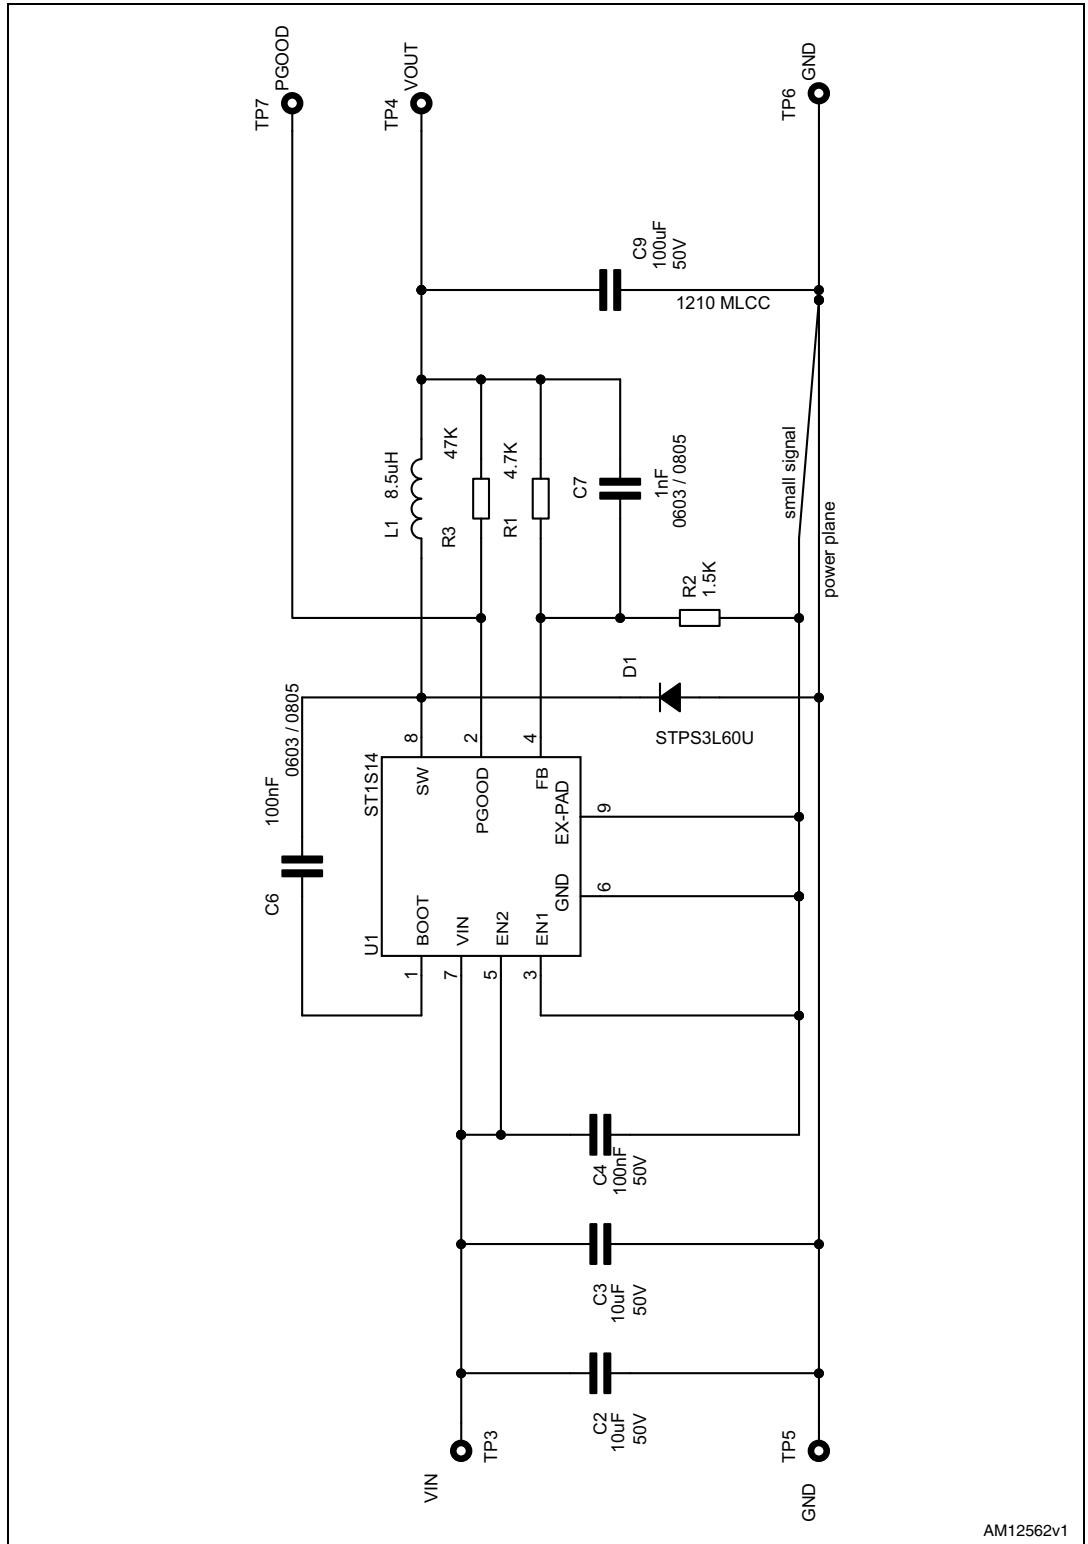 VIN
TP3
C2
10uF
50V
TP5
GND
C3
10uF
50V
C4
100nF
50V
C6
100nF
0603 / 0805
U1
ST1S14
1
BOOT
7
VIN
5
EN2
3
EN1
SW
8
PGOOD
2
FB
4
GND
6
EX-PAD
9
D1
STPS3L60U
L1
8.5uH
R3
47K
R1
4.7K
C7
1nF
0603 / 0805
R2
1.5K
small signal
power plane
C9
100uF
50V
1210 MLCC
TP7
PGOOD
TP4
VOUT
TP6
GND
AM12562v1